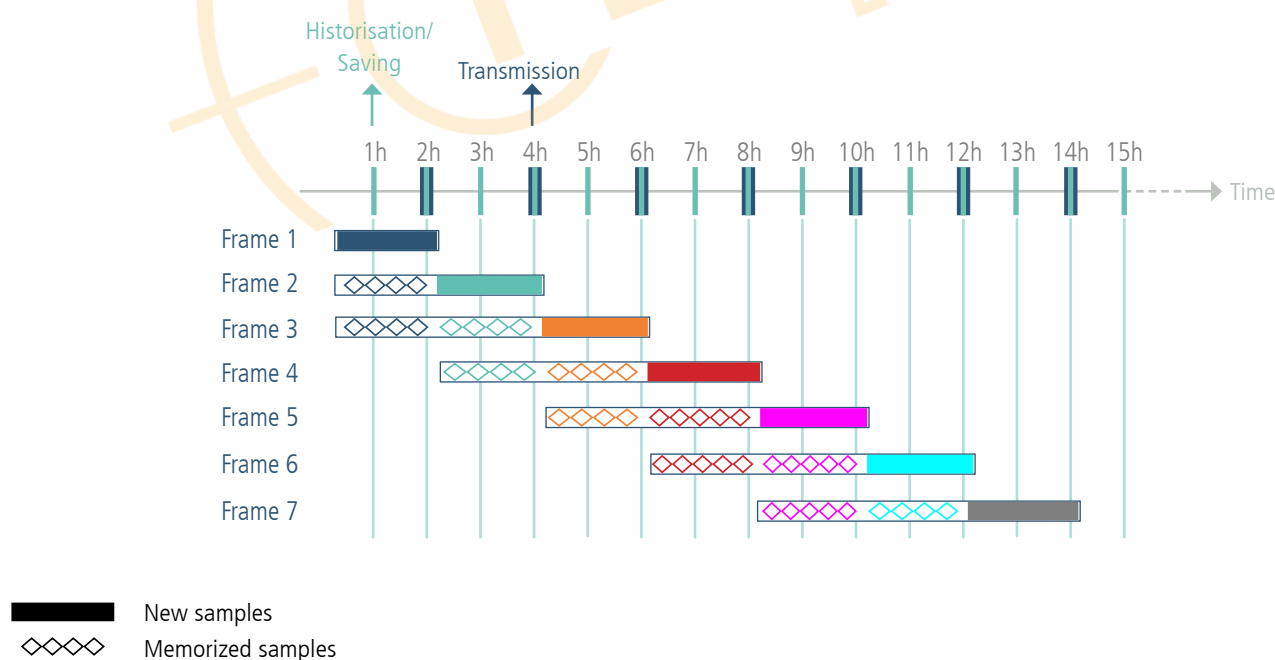 Historisation/
Saving
Transmission
1h 2h 3h 4h 5h 6h 7h 8h 9h 10h 11h 12h 13h 14h 15h
Time
Frame 1
Frame 2
Frame 3
Frame 4
Frame 5
Frame 6
Frame 7
New samples
Memorized samples